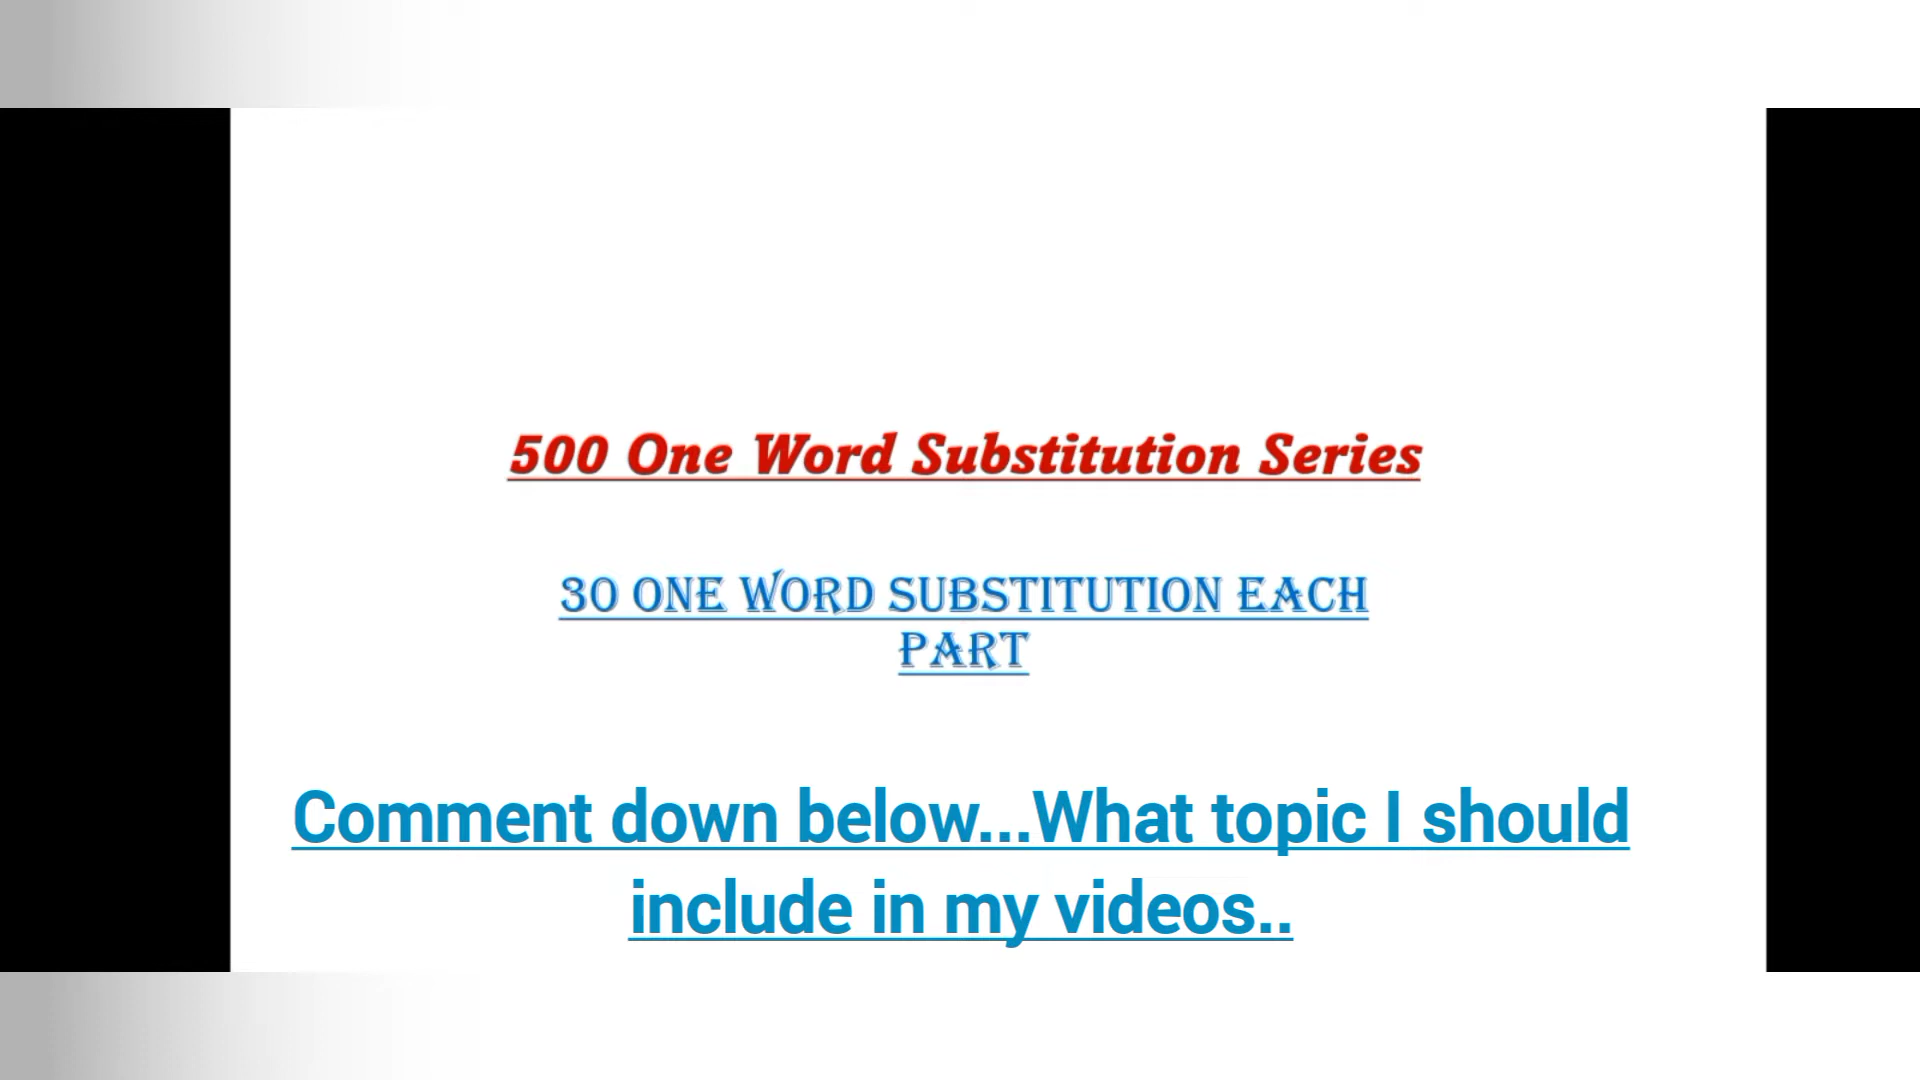 500 One Word Substitution Series
30 ONE WORD SUBSTITUTION EACH
PART
Comment down below...What topic I should
include in my videos..